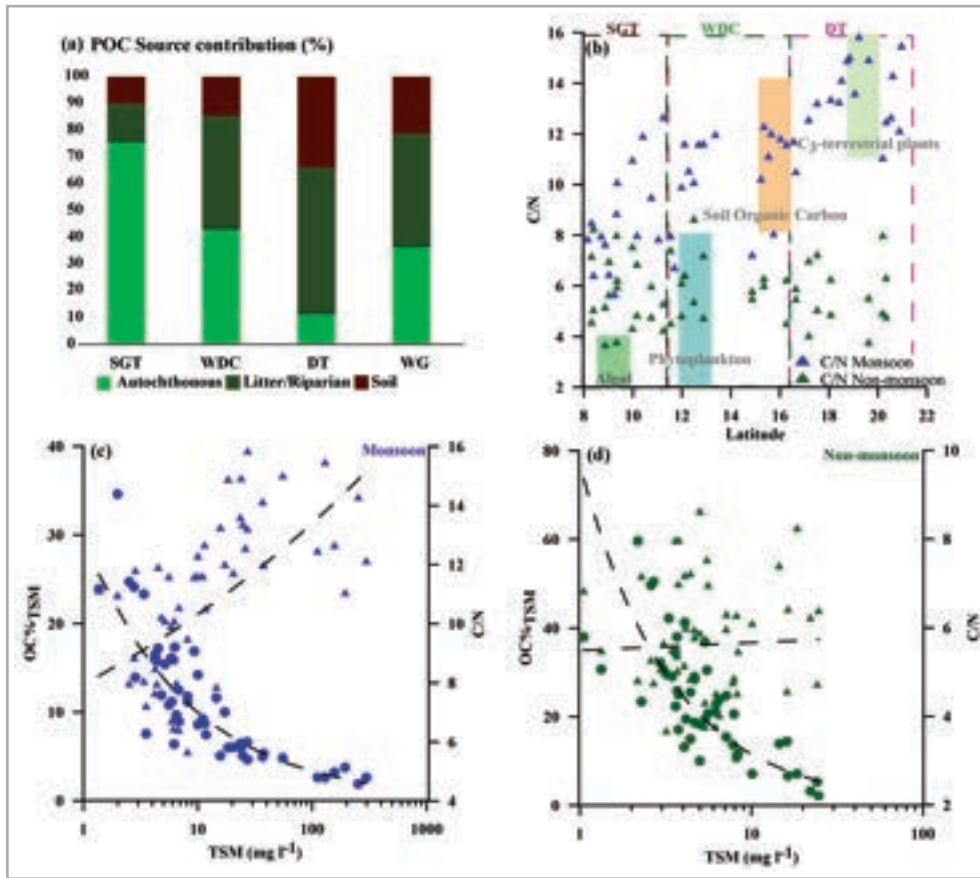 (a) POC Source contribution (%)
100
90
80
70
60
50
40
30
20
10
0
SGT WDC DT WG
Autochthonous Litter/Riparian Soil
(b) SGT WDC DT
16
14
12
10
8
6
4
2
C/N
C3-terrestrial plants
Soil Organic Carbon
Phytoplankton
Algal
C/N Monsoon
C/N Non-monsoon
8 10 12 14 16 18 20 22
Latitude
(c) Monsoon
40
30
20
10
0
OC%TSM
16
14
12
10
8
6
4
C/N
1 10 100 1000
TSM (mg l-1)
(d) Non-monsoon
80
60
40
20
0
OC%TSM
10
8
6
4
2
C/N
1 10 100
TSM (mg l-1)